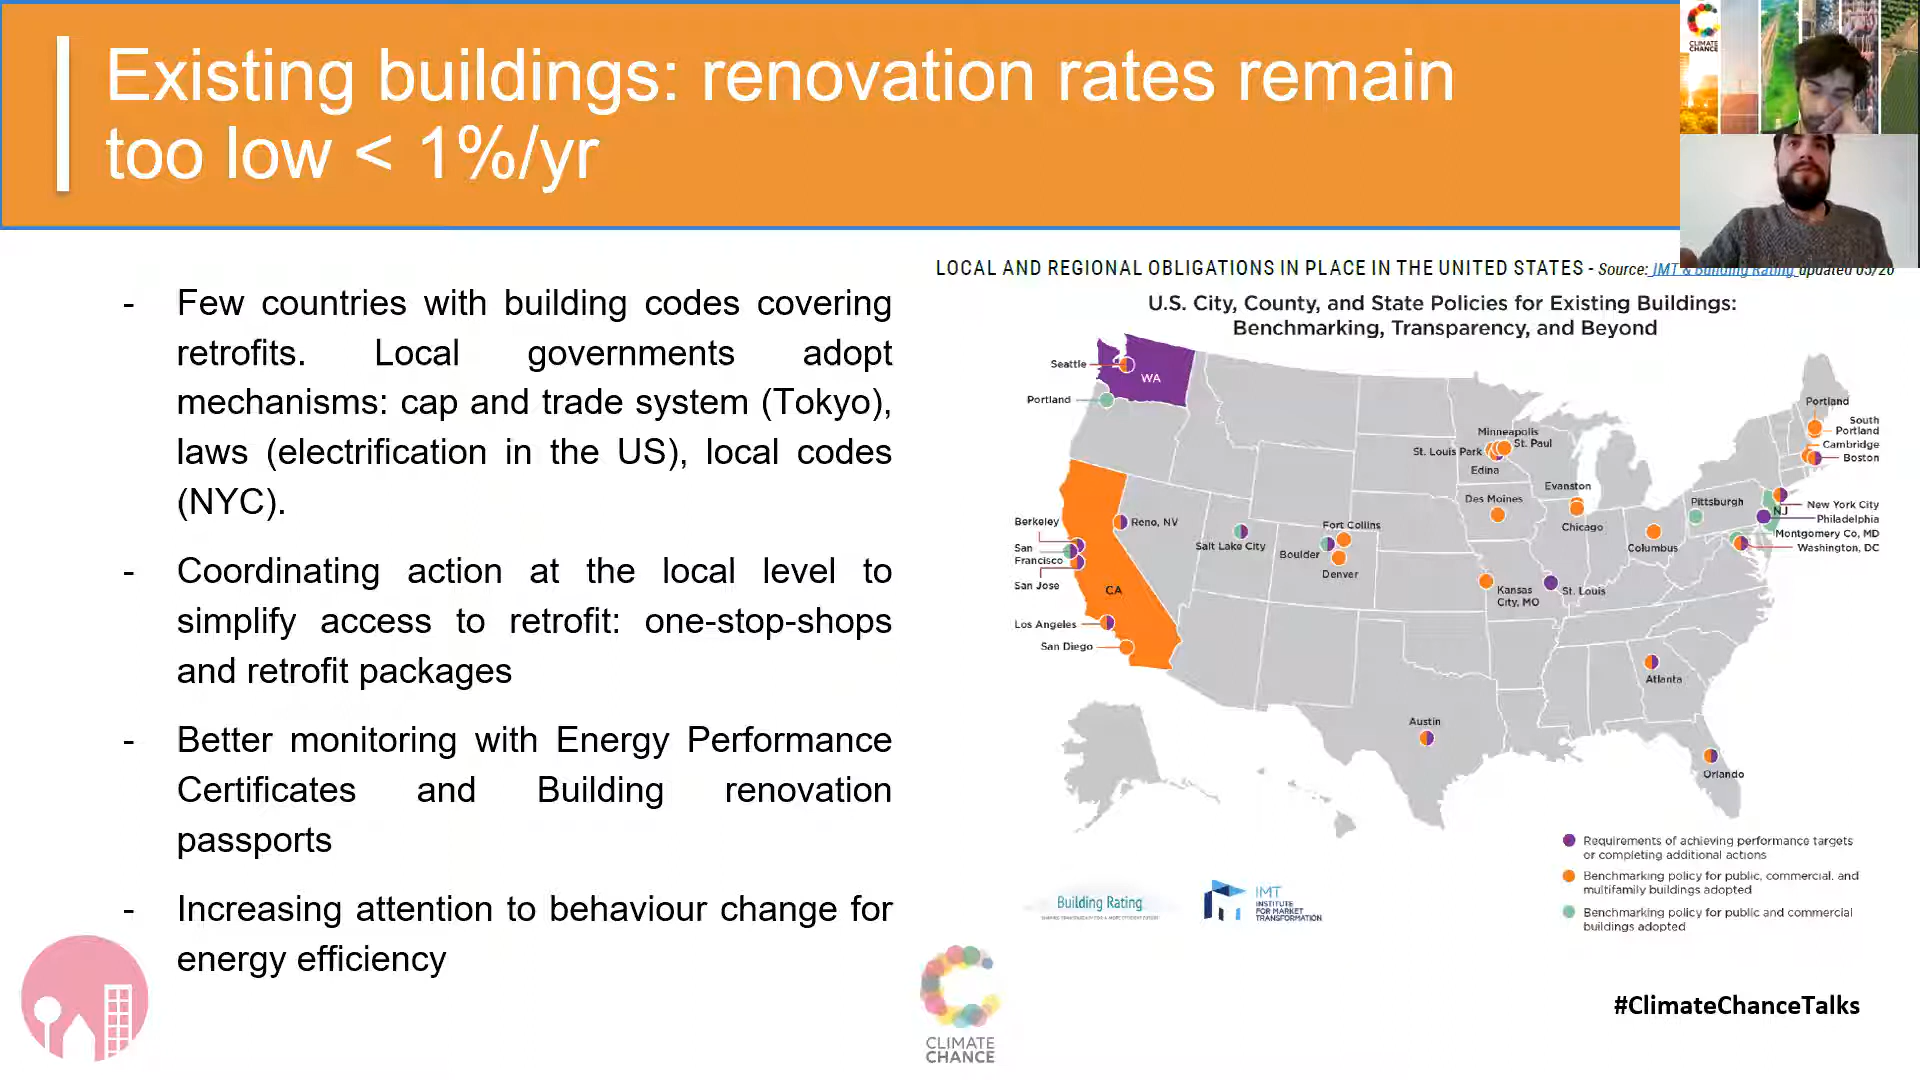 Existing buildings: renovation rates remain
too low < 1%/yr
CLIMATE
CHANCE
- Few countries with building codes covering
retrofits. Local governments adopt
mechanisms: cap and trade system (Tokyo),
laws (electrification in the US), local codes
(NYC).
- Coordinating action at the local level to
simplify access to retrofit: one-stop-shops
and retrofit packages
- Better monitoring with Energy Performance
Certificates and Building renovation
passports
- Increasing attention to behaviour change for
energy efficiency
LOCAL AND REGIONAL OBLIGATIONS IN PLACE IN THE UNITED STATES - Source: IMT & Building Rating updated 03/20
U.S. City, County, and State Policies for Existing Buildings:
Benchmarking, Transparency, and Beyond
Seattle
WA
Portland
Berkeley
San
Francisco
San Jose
Los Angeles
San Diego
CA
Reno, NV
Salt Lake City
Fort Collins
Boulder
Denver
Minneapolis
St. Paul
St. Louis Park
Edina
Des Moines
Evanston
Chicago
Columbus
Kansas
City, MO
St. Louis
Pittsburgh
Portland
South
Portland
Cambridge
Boston
New York City
NJ
Philadelphia
Montgomery Co, MD
Washington, DC
Atlanta
Austin
Orlando
Requirements of achieving performance targets
or completing additional actions
Benchmarking policy for public, commercial, and
multifamily buildings adopted
Benchmarking policy for public and commercial
buildings adopted
Building Rating
IMT
INSTITUTE
FOR MARKET
TRANSFORMATION
CLIMATE
CHANCE
#ClimateChanceTalks